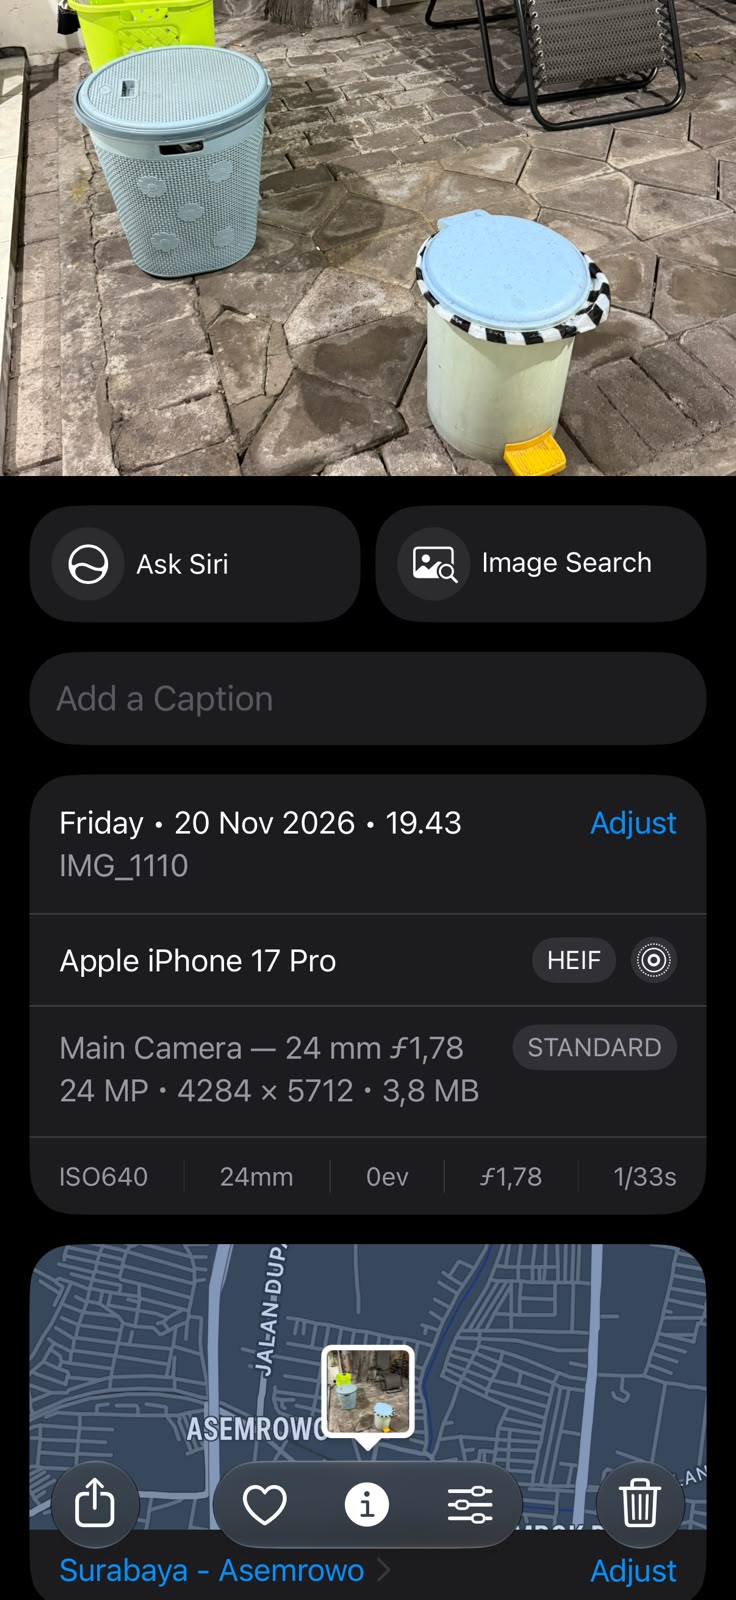 Ask Siri
Image Search
Add a Caption
Friday • 20 Nov 2026 • 19.43
Adjust
IMG_1110
Apple iPhone 17 Pro
HEIF
Main Camera — 24 mm ƒ1,78
STANDARD
24 MP • 4284 × 5712 • 3,8 MB
ISO640
24mm
0ev
ƒ1,78
1/33s
JALAN DUPA
ASEMROWO
Surabaya - Asemrowo
Adjust